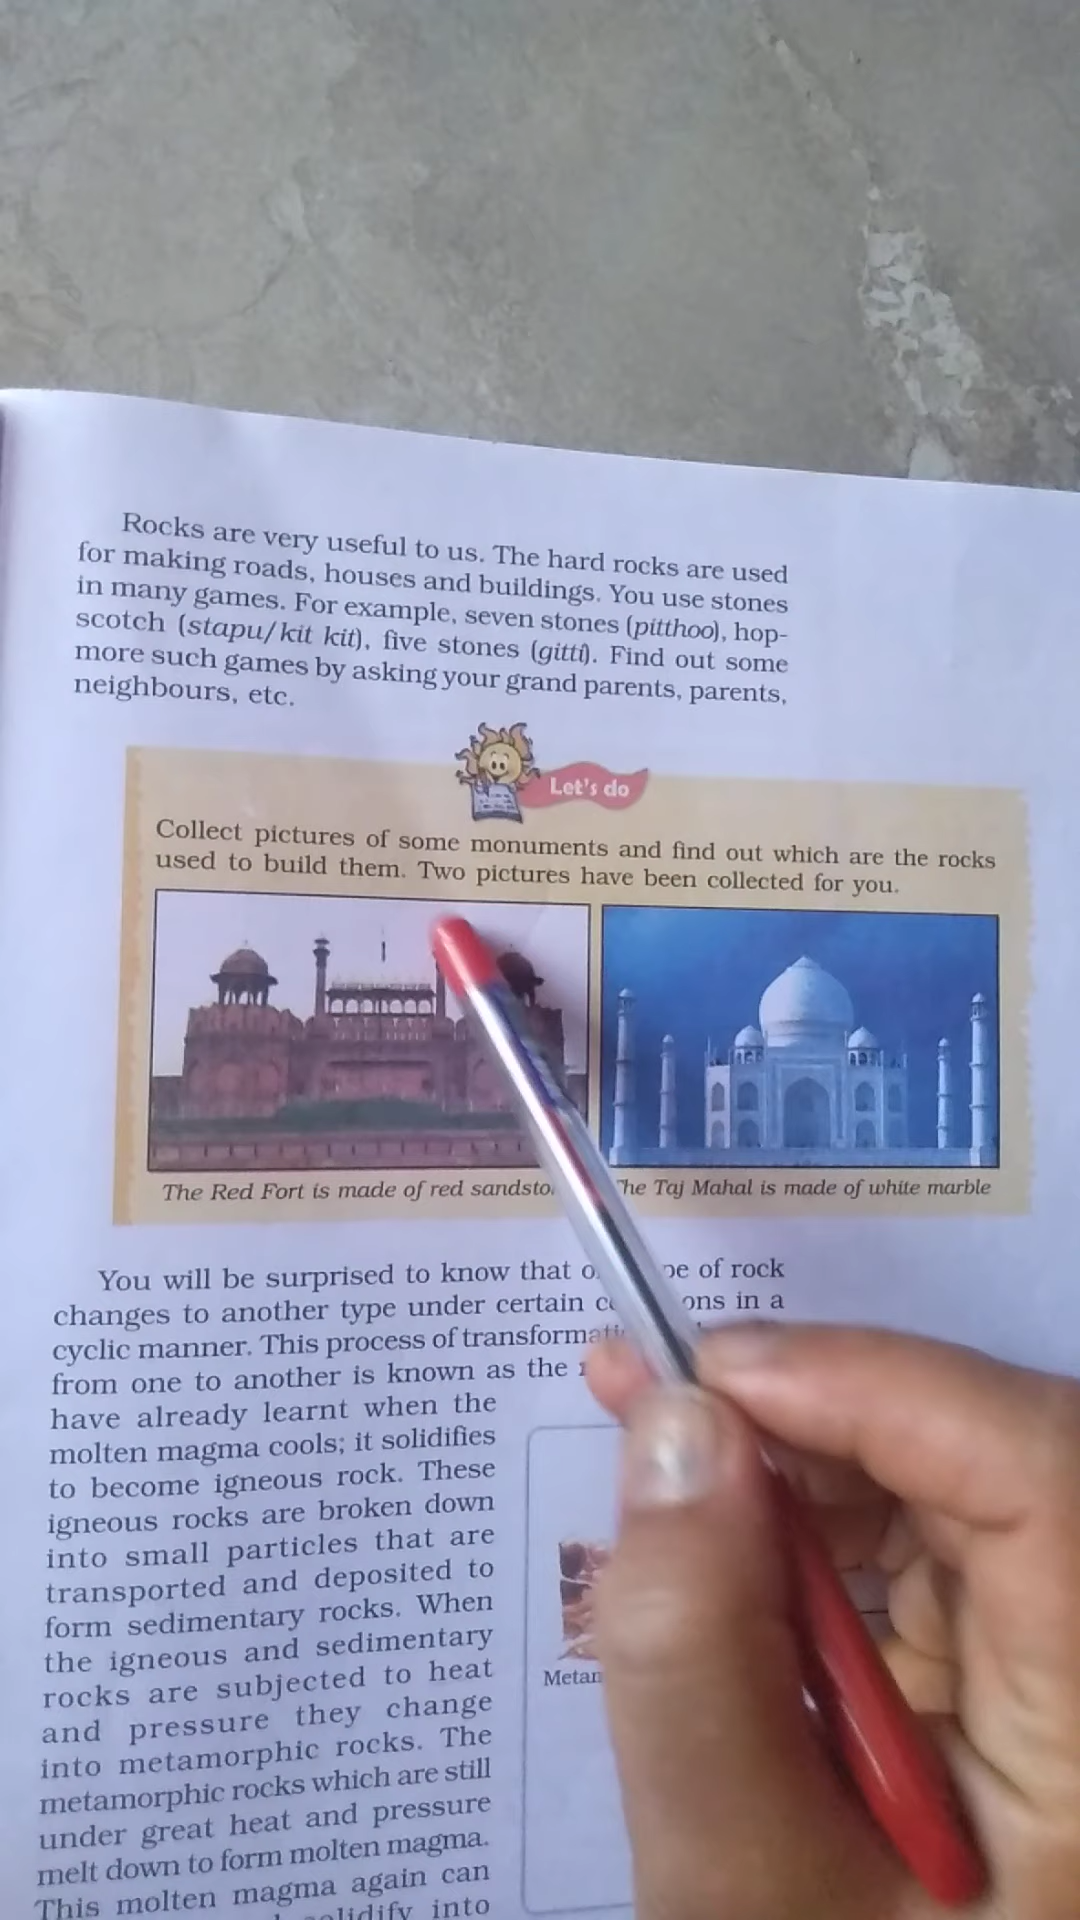 Rocks are very useful to us. The hard rocks are used
for making roads, houses and buildings. You use stones
in many games. For example, seven stones (pitthoo), hop-
scotch (stapu/kit kit), five stones (gitti). Find out some
more such games by asking your grand parents, parents,
neighbours, etc.
Let's do
Collect pictures of some monuments and find out which are the rocks
used to build them. Two pictures have been collected for you.
The Red Fort is made of red
The Taj Mahal is made of white marble
You will be surprised to know that of rock
changes to another type under certain in a
cyclic manner. This process of
from one to another is known as the
have already learnt when the
molten magma cools; it solidifies
to become igneous rock. These
igneous rocks are broken down
into small particles that are
transported and deposited to
form sedimentary rocks. When
the igneous and sedimentary
rocks are subjected to heat
and pressure they change
into metamorphic rocks. The
metamorphic rocks which are still
under great heat and pressure
melt down to form molten magma.
This molten magma again can
into